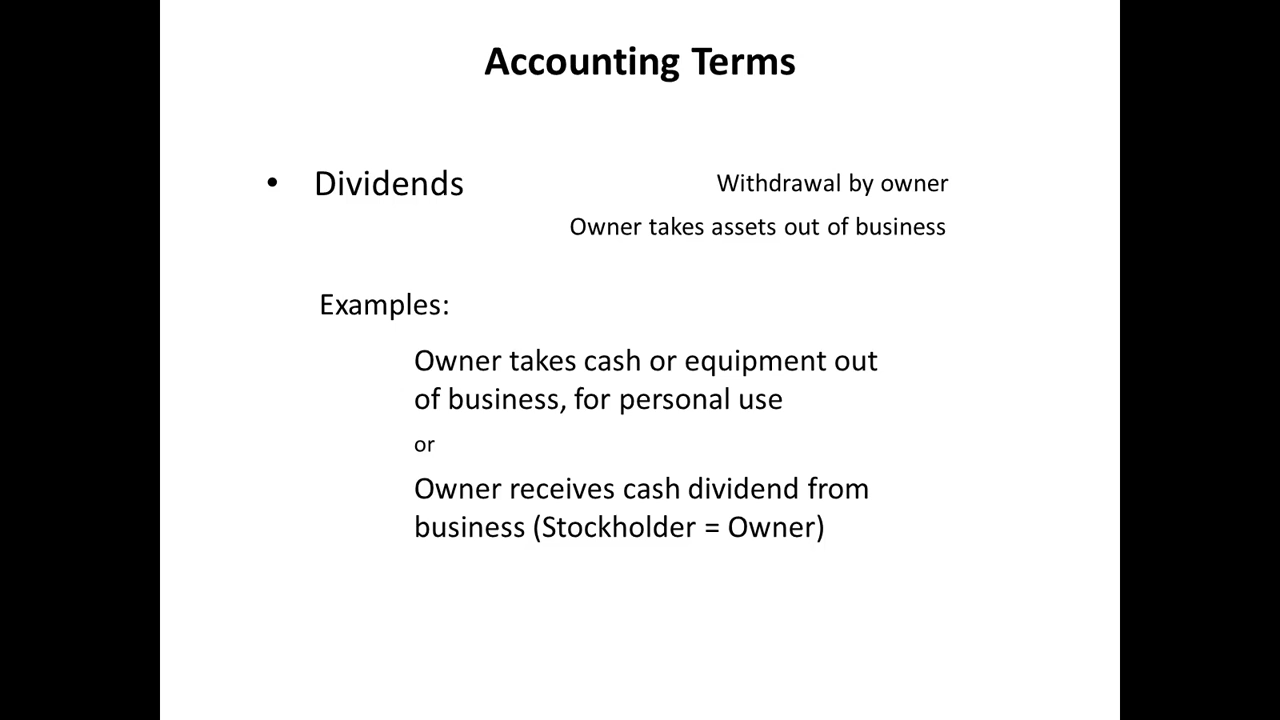 Accounting Terms
• Dividends
Withdrawal by owner
Owner takes assets out of business
Examples:
Owner takes cash or equipment out
of business, for personal use
or
Owner receives cash dividend from
business (Stockholder = Owner)